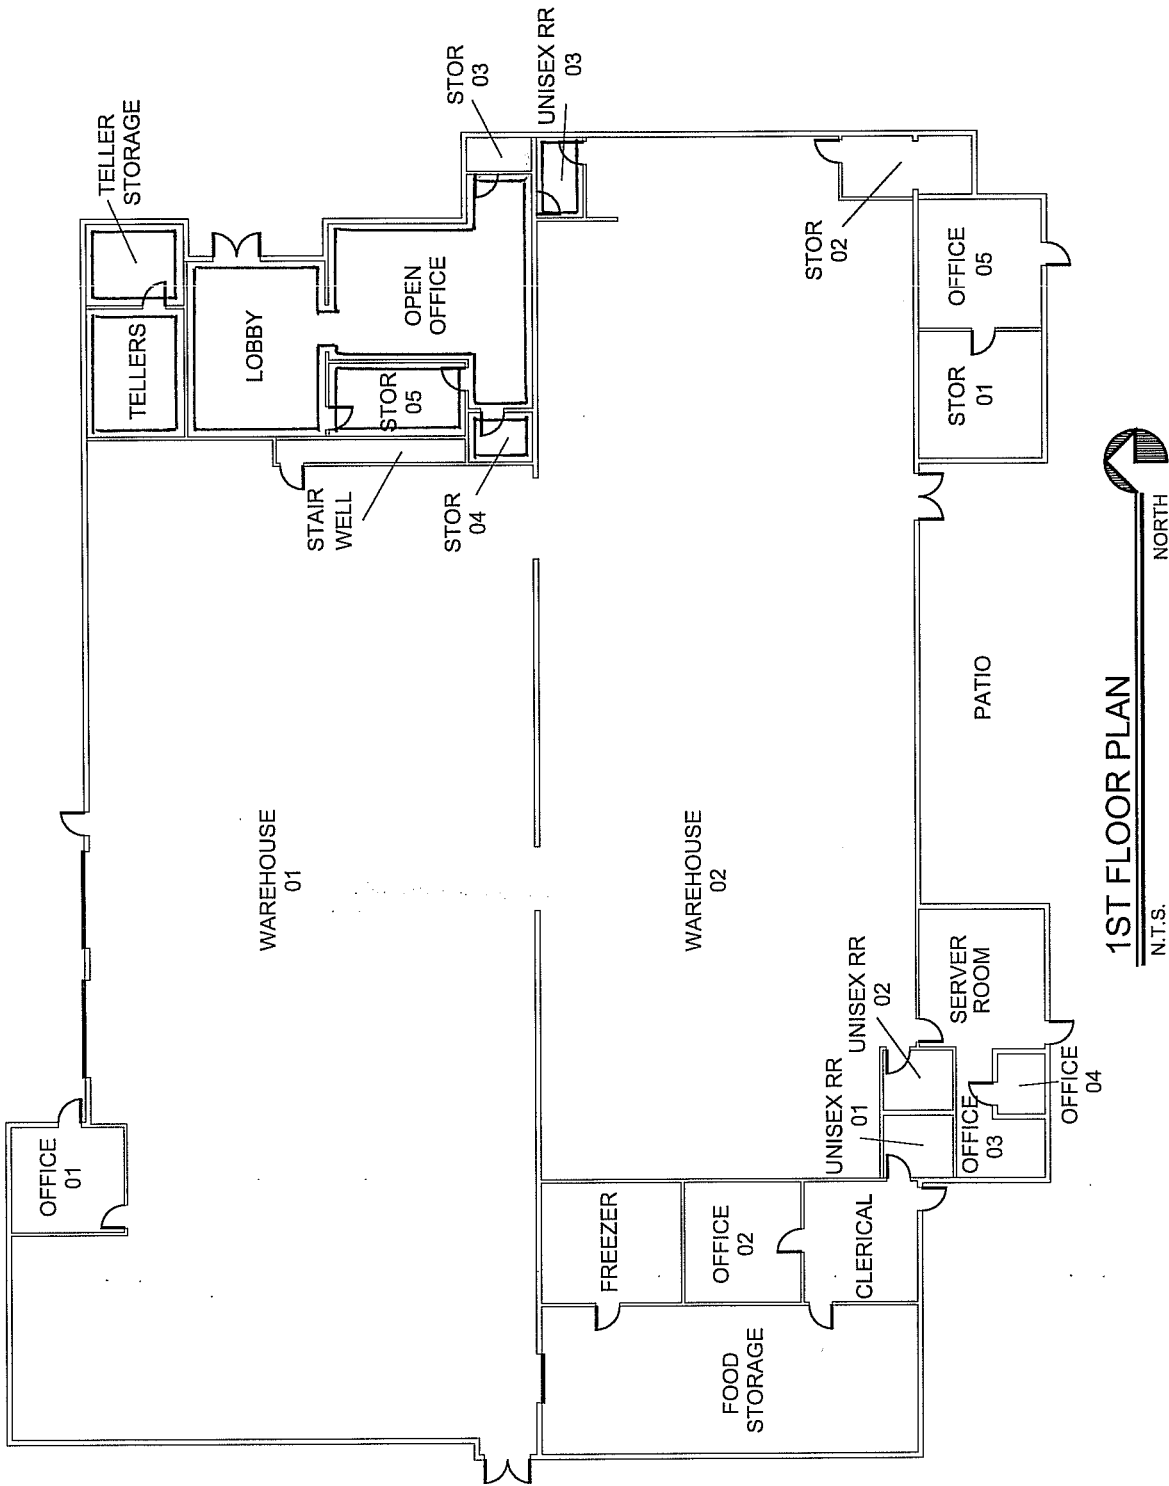 TELLER
STORAGE
STOR
03
UNISEX RR
03
TELLERS
LOBBY
OPEN
OFFICE
STOR
05
STAIR
WELL
STOR
04
STOR
02
OFFICE
05
STOR
01
WAREHOUSE
01
WAREHOUSE
02
PATIO
OFFICE
01
UNISEX RR
02
UNISEX RR
01
SERVER
ROOM
OFFICE
03
OFFICE
04
FREEZER
OFFICE
02
CLERICAL
FOOD
STORAGE
1ST FLOOR PLAN
N.T.S.
NORTH